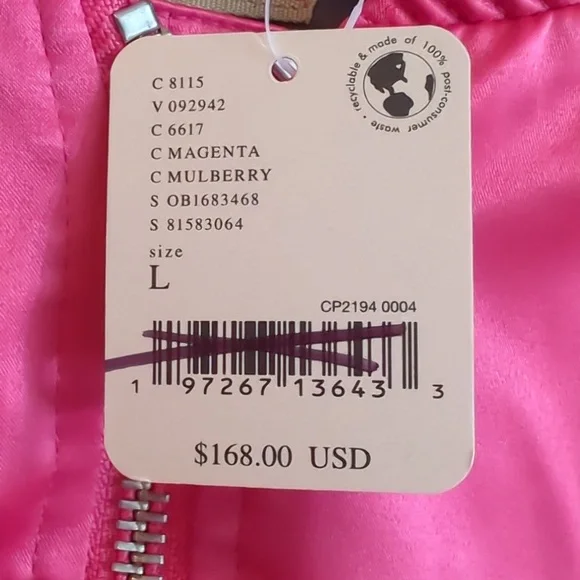 recyclable & made of 100% post-consumer waste •
C 8115
V 092942
C 6617
C MAGENTA
C MULBERRY
S OB1683468
S 81583064
size
L
CP2194 0004
1 97267 13643 3
$168.00 USD